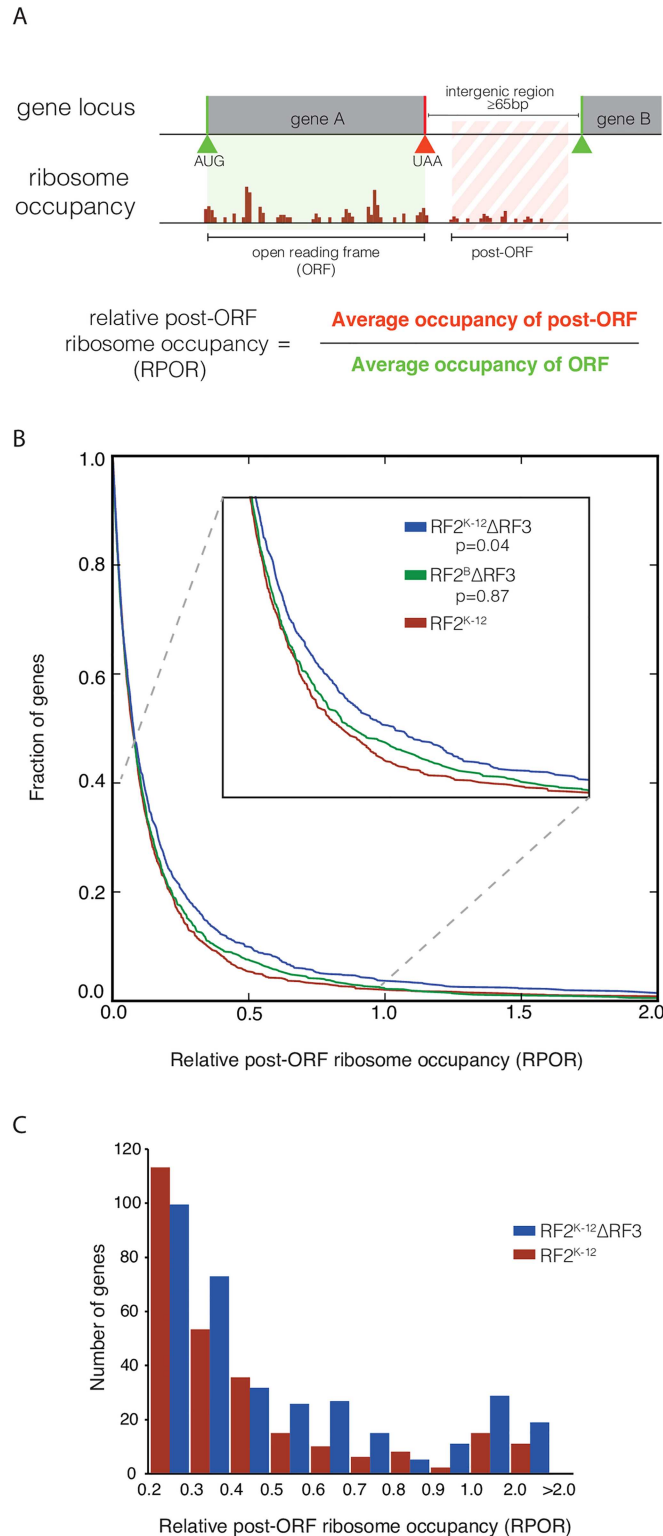 A
gene locus
gene A
intergenic region
≥65bp
gene B
AUG
UAA
ribosome
occupancy
open reading frame
(ORF)
post-ORF
relative post-ORF
ribosome occupancy =
(RPOR)
Average occupancy of post-ORF
Average occupancy of ORF
B
RF2ᴷ⁻¹²ΔRF3
p=0.04
RF2ᴮΔRF3
p=0.87
RF2ᴷ⁻¹²
Fraction of genes
1.0
0.8
0.6
0.4
0.2
0.0
0.0 0.5 1.0 1.5 2.0
Relative post-ORF ribosome occupancy (RPOR)
C
RF2ᴷ⁻¹²ΔRF3
RF2ᴷ⁻¹²
Number of genes
120
100
80
60
40
20
0
0.2 0.3 0.4 0.5 0.6 0.7 0.8 0.9 1.0 2.0 >2.0
Relative post-ORF ribosome occupancy (RPOR)